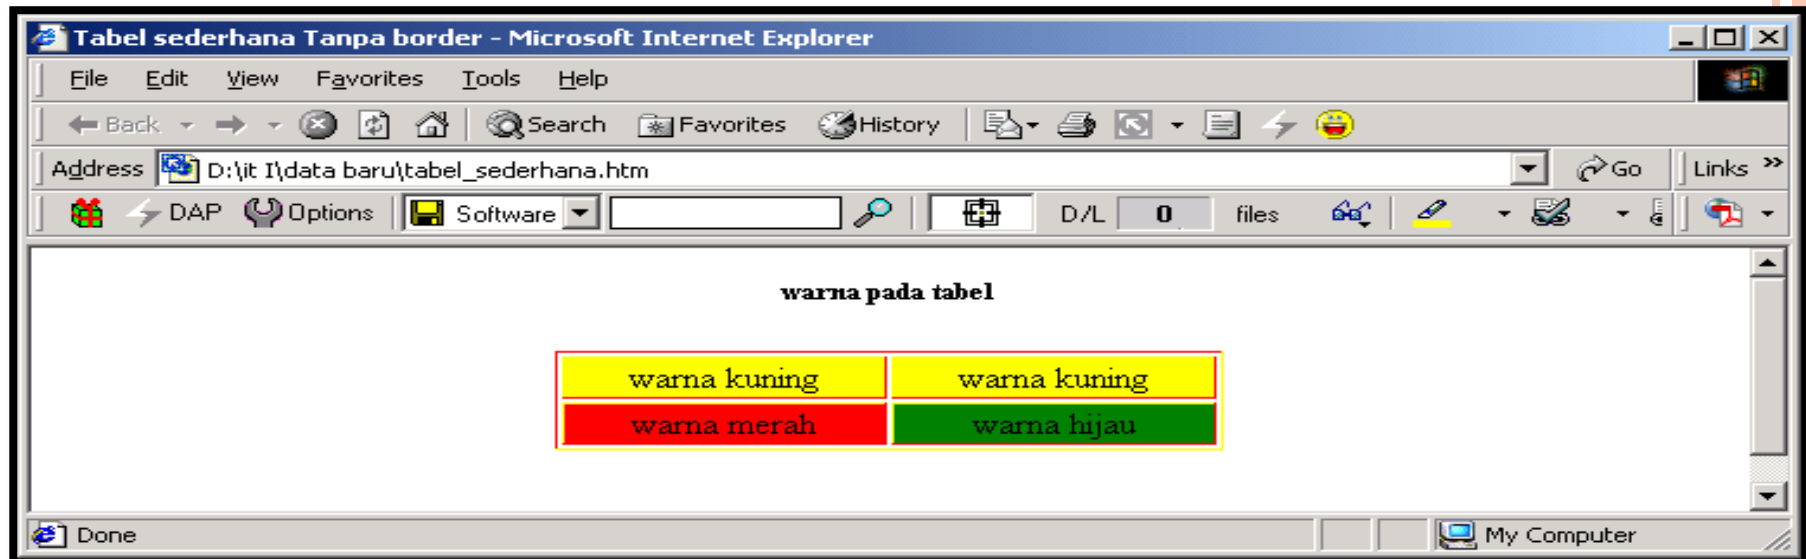 Tabel sederhana Tanpa border - Microsoft Internet Explorer
File Edit View Favorites Tools Help
Back Search Favorites History
Address D:\it I\data baru\tabel_sederhana.htm Go Links »
DAP Options Software D/L 0 files
warna pada tabel
warna kuning warna kuning
warna merah warna hijau
Done My Computer